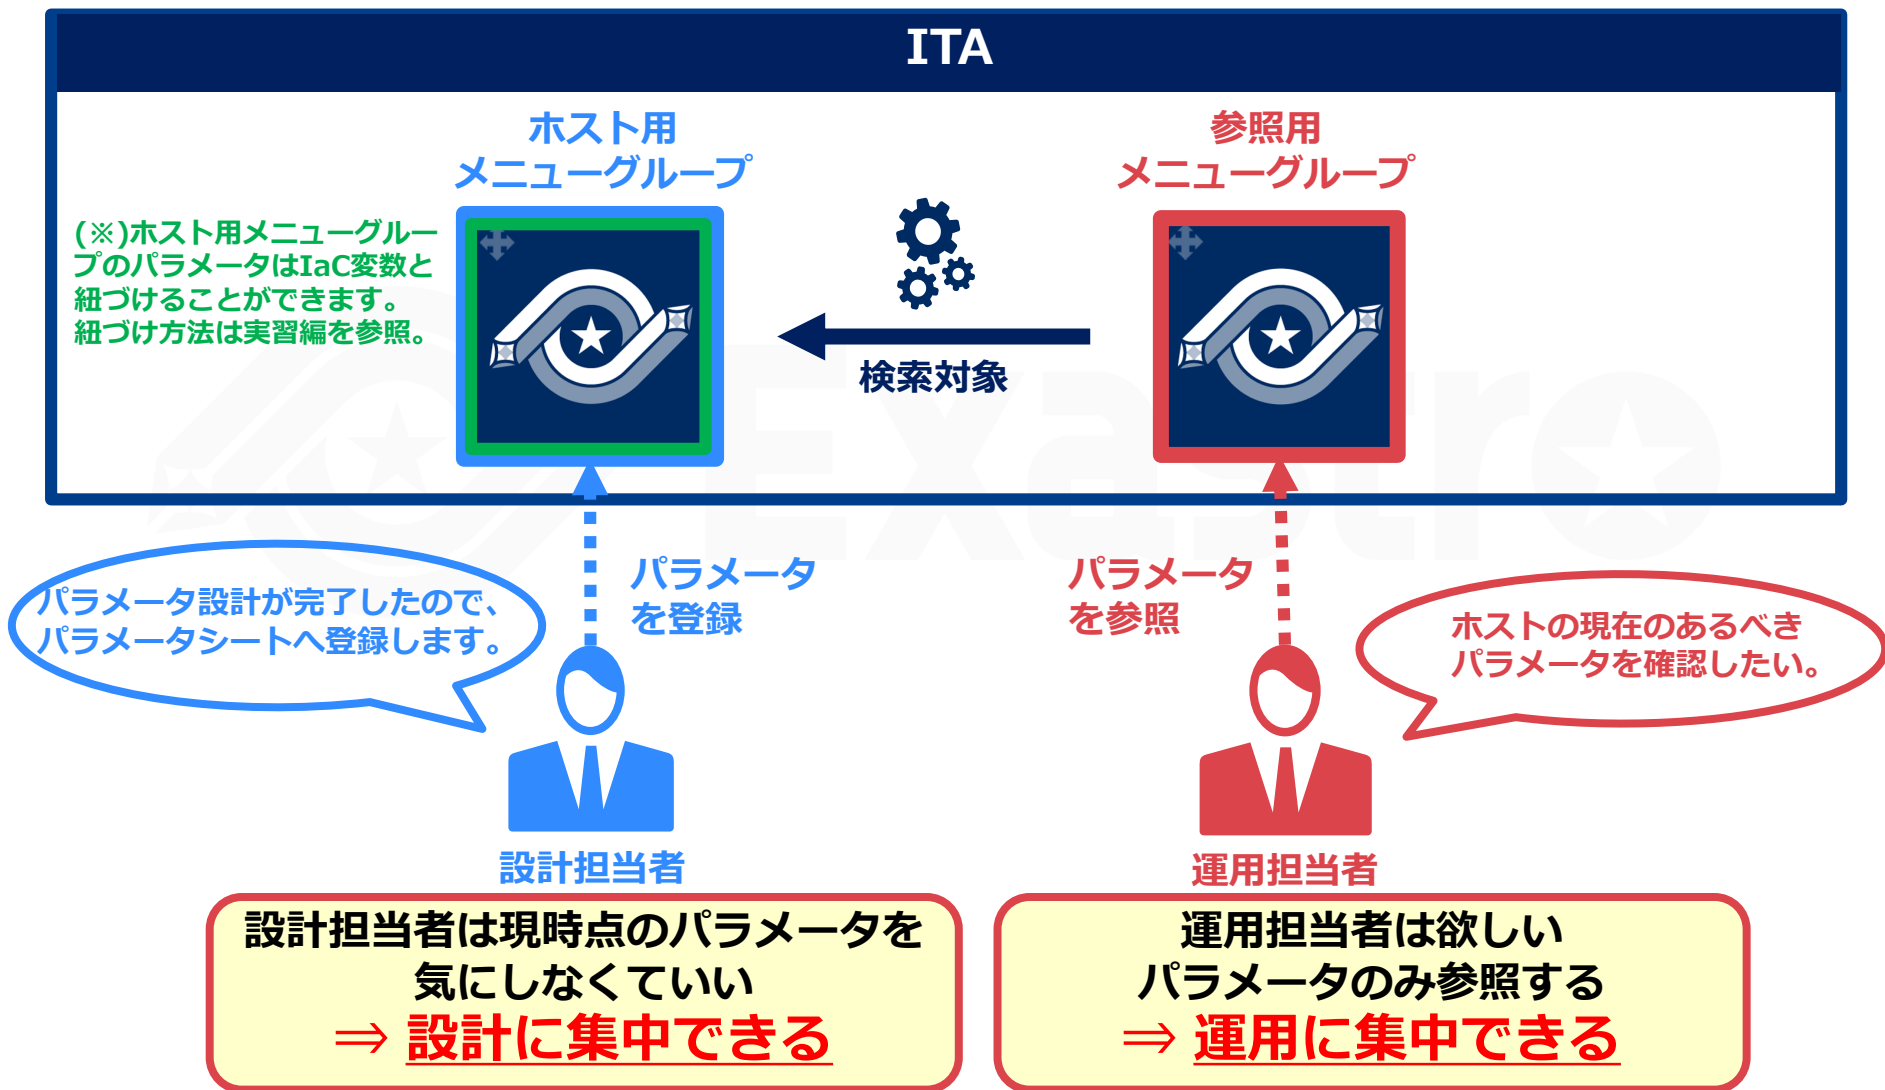 ITA
ホスト用
メニューグループ
参照用
メニューグループ
(※)ホスト用メニューグルー
プのパラメータはIaC変数と
紐づけることができます。
紐づけ方法は実習編を参照。
検索対象
Exastro
パラメータ設計が完了したので、
パラメータシートへ登録します。
パラメータ
を登録
パラメータ
を参照
ホストの現在のあるべき
パラメータを確認したい。
設計担当者
運用担当者
設計担当者は現時点のパラメータを
気にしなくていい
⇒ 設計に集中できる
運用担当者は欲しい
パラメータのみ参照する
⇒ 運用に集中できる